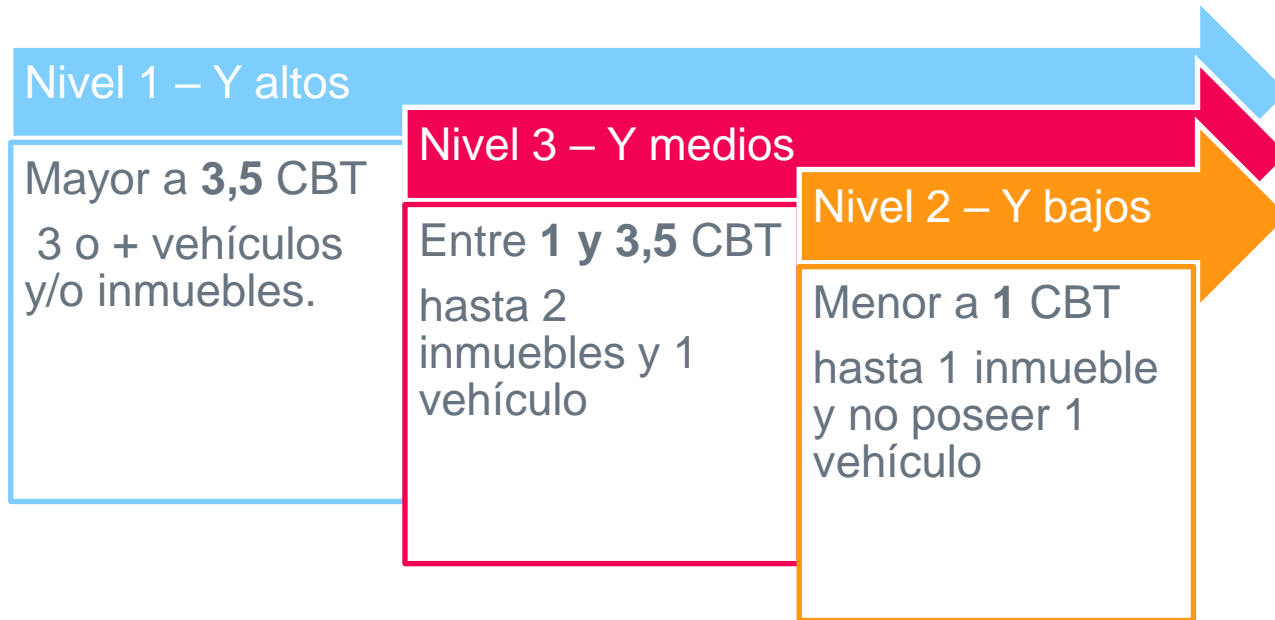 Nivel 1 – Y altos
Mayor a 3,5 CBT
3 o + vehículos
y/o inmuebles.
Nivel 3 – Y medios
Entre 1 y 3,5 CBT
hasta 2
inmuebles y 1
vehículo
Nivel 2 – Y bajos
Menor a 1 CBT
hasta 1 inmueble
y no poseer 1
vehículo